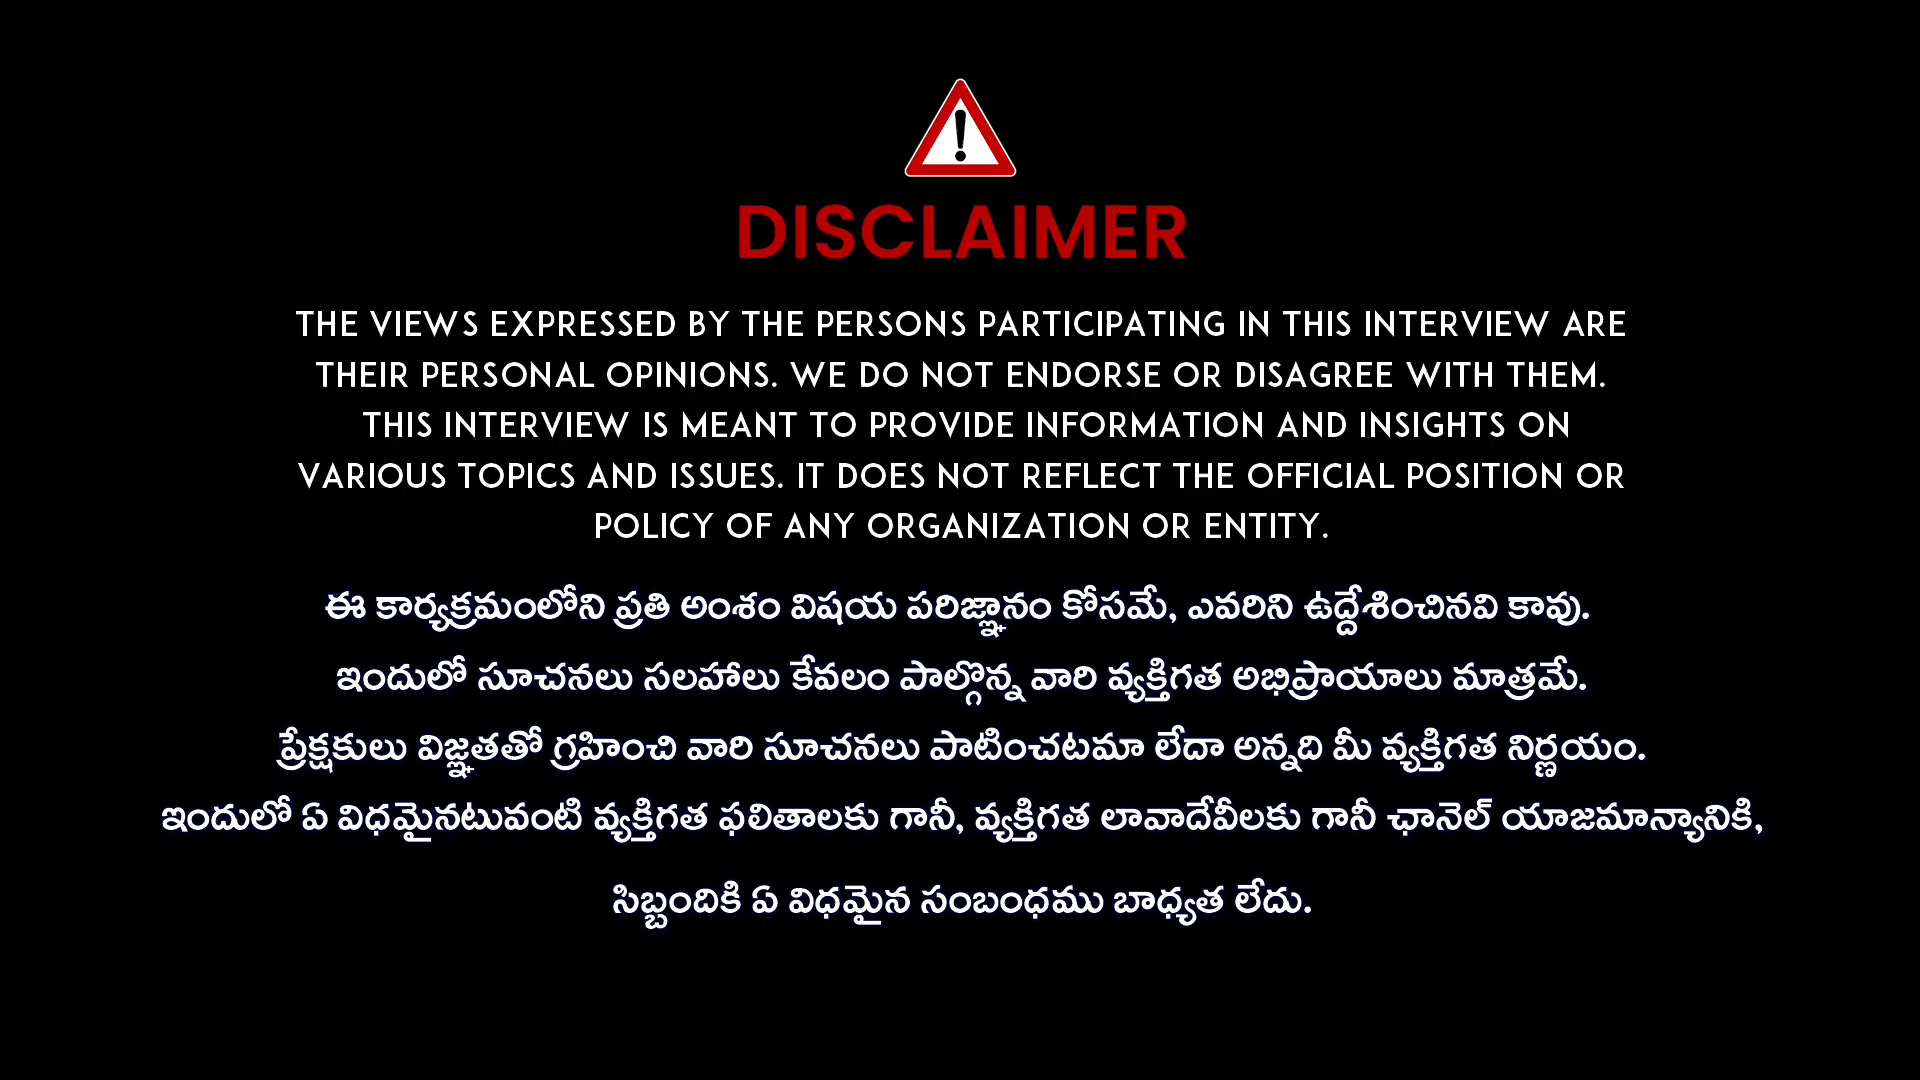 DISCLAIMER
THE VIEWS EXPRESSED BY THE PERSONS PARTICIPATING IN THIS INTERVIEW ARE
THEIR PERSONAL OPINIONS. WE DO NOT ENDORSE OR DISAGREE WITH THEM.
THIS INTERVIEW IS MEANT TO PROVIDE INFORMATION AND INSIGHTS ON
VARIOUS TOPICS AND ISSUES. IT DOES NOT REFLECT THE OFFICIAL POSITION OR
POLICY OF ANY ORGANIZATION OR ENTITY.
ఈ కార్యక్రమంలోని ప్రతి అంశం విషయ పరిజ్ఞానం కోసమే, ఎవరిని ఉద్దేశించినవి కావు.
ఇందులో సూచనలు సలహాలు కేవలం పాల్గొన్న వారి వ్యక్తిగత అభిప్రాయాలు మాత్రమే.
ప్రేక్షకులు విజ్ఞతతో గ్రహించి వారి సూచనలు పాటించటమా లేదా అన్నది మీ వ్యక్తిగత నిర్ణయం.
ఇందులో ఏ విధమైనటువంటి వ్యక్తిగత ఫలితాలకు గానీ, వ్యక్తిగత లావాదేవీలకు గానీ ఛానెల్ యాజమాన్యానికి,
సిబ్బందికి ఏ విధమైన సంబంధము బాధ్యత లేదు.